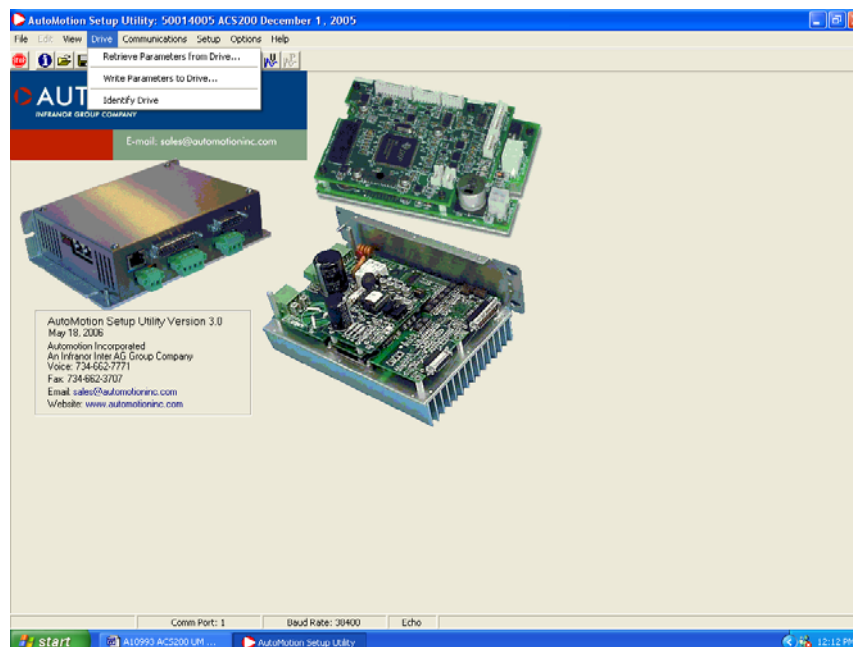 AutoMotion Setup Utility: 50014005 ACS200 December 1, 2005
File Edit View Drive Communications Setup Options Help
Retrieve Parameters from Drive...
Write Parameters to Drive...
Identify Drive
AUT
INFRANOR GROUP COMPANY
E-mail: sales@automotioninc.com
AutoMotion Setup Utility Version 3.0
May 18, 2006
Automotion Incorporated
An Infranor Inter AG Group Company
Voice: 734-662-7771
Fax: 734-662-3707
Email: sales@automotioninc.com
Website: www.automotioninc.com
Comm Port: 1 Baud Rate: 38400 Echo
start A10993 ACS200 UM ... AutoMotion Setup Utility 12:12 PM